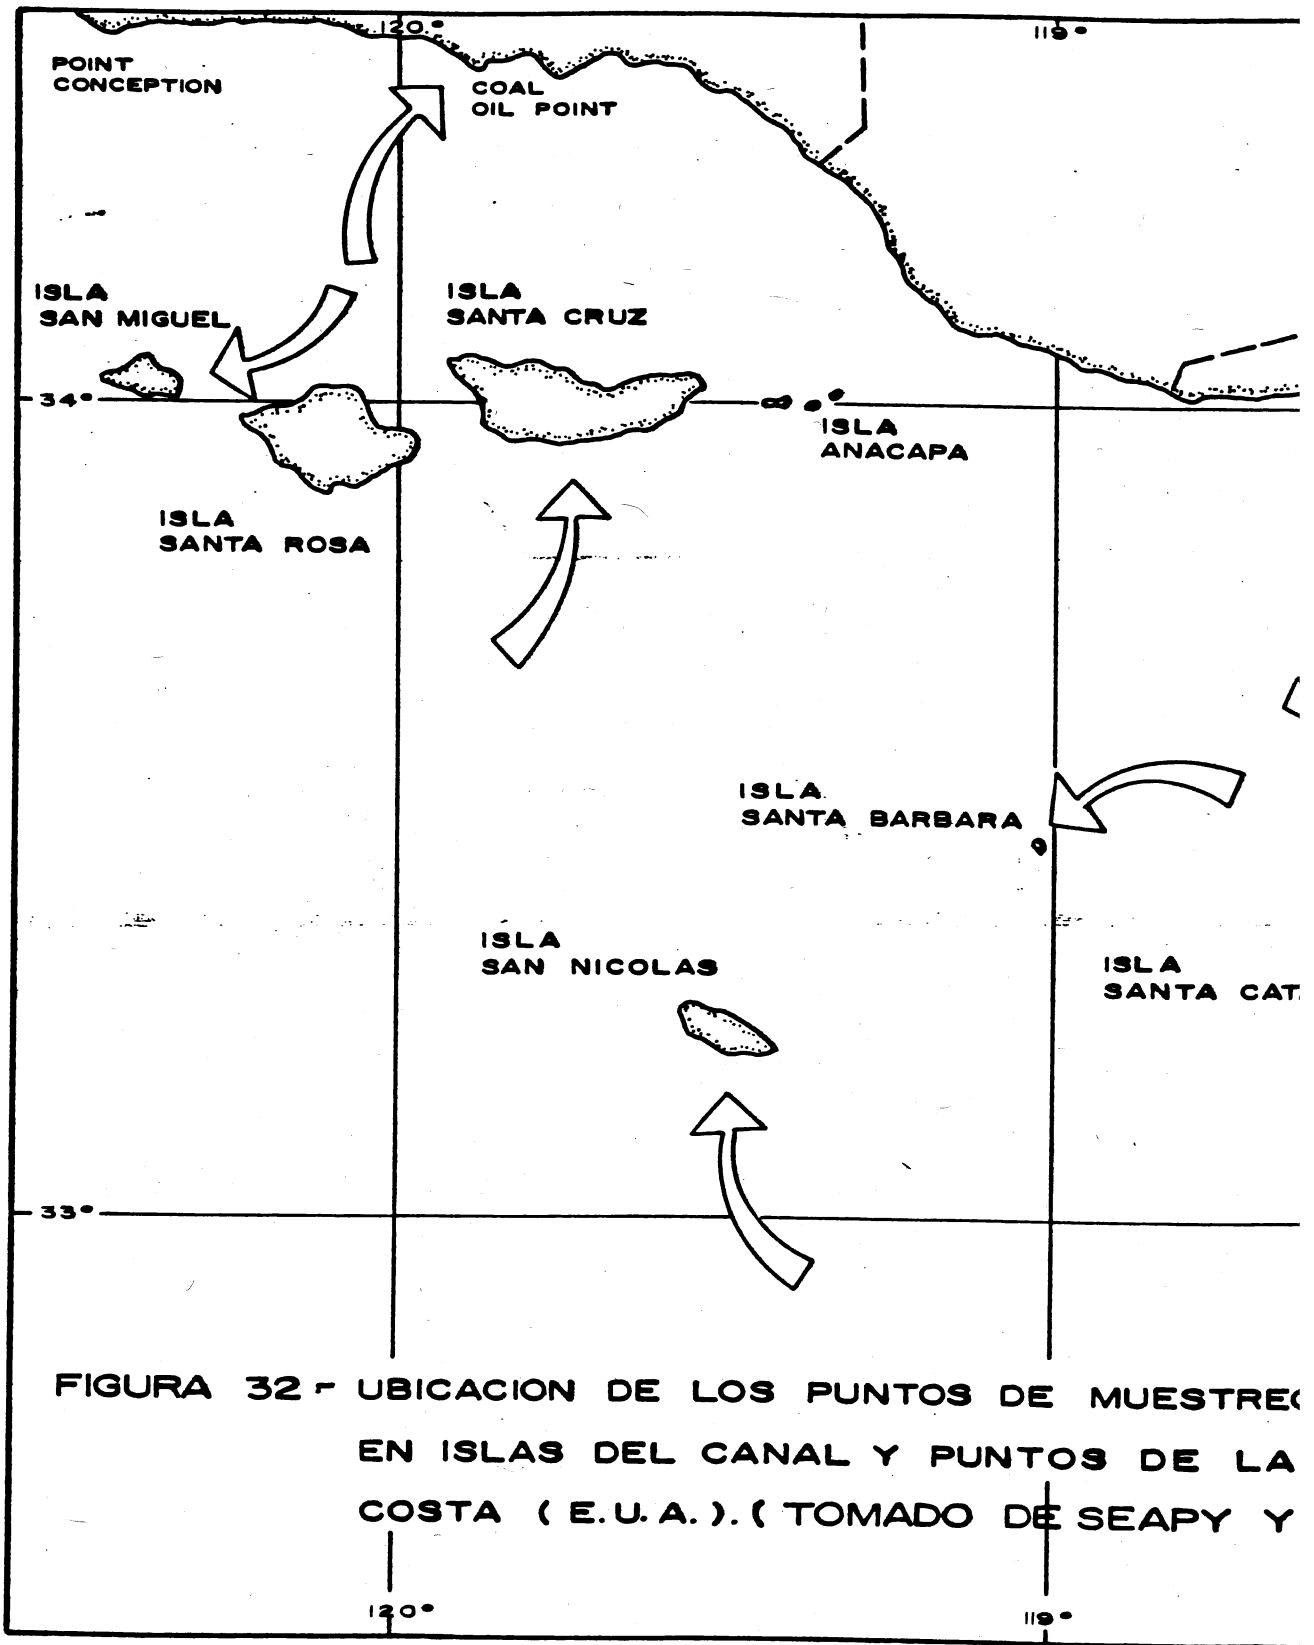 120°
119°
POINT
CONCEPTION
COAL
OIL POINT
ISLA
SAN MIGUEL
ISLA
SANTA CRUZ
34°
ISLA
ANACAPA
ISLA
SANTA ROSA
ISLA
SANTA BARBARA
ISLA
SAN NICOLAS
ISLA
SANTA CAT
33°
FIGURA 32- UBICACION DE LOS PUNTOS DE MUESTREO
EN ISLAS DEL CANAL Y PUNTOS DE LA
COSTA (E.U.A.). (TOMADO DE SEAPY Y
120°
119°